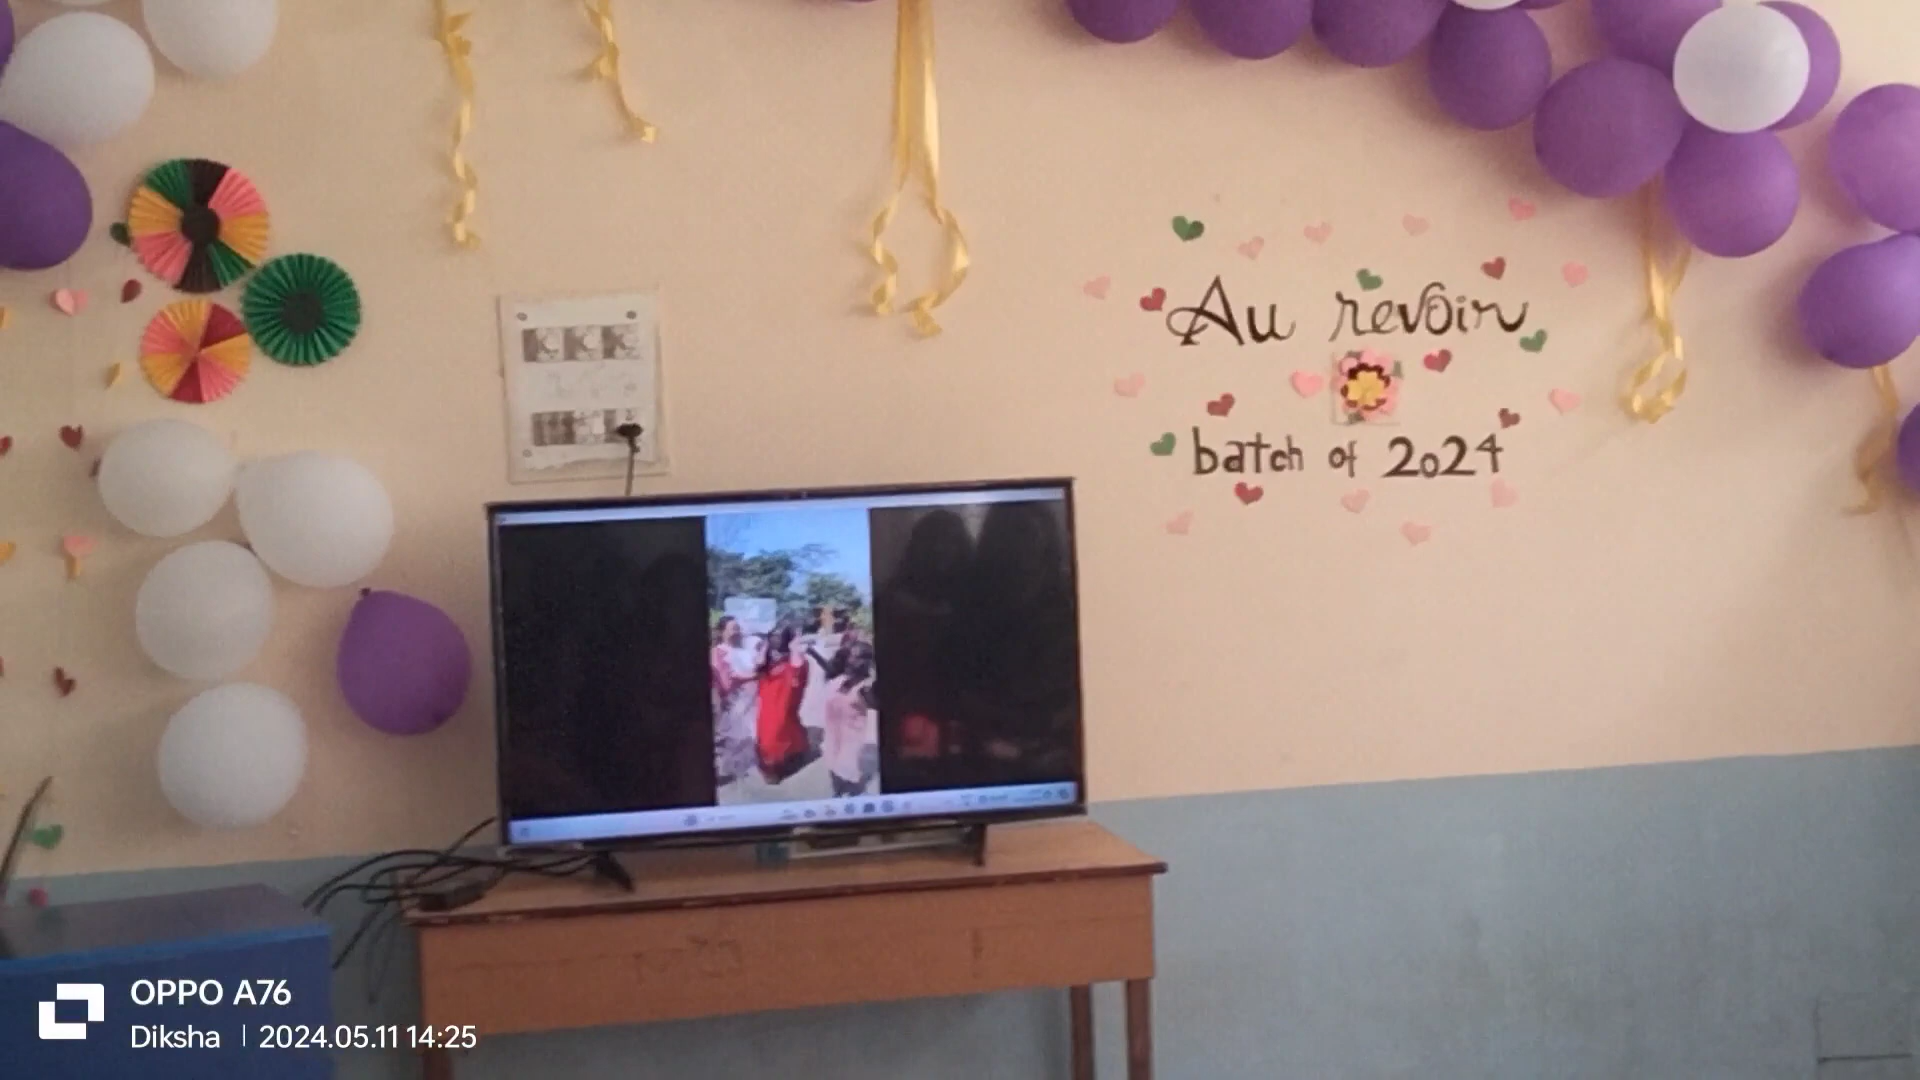 Au revoir
batch of 2024
OPPO A76
Diksha | 2024.05.11 14:25